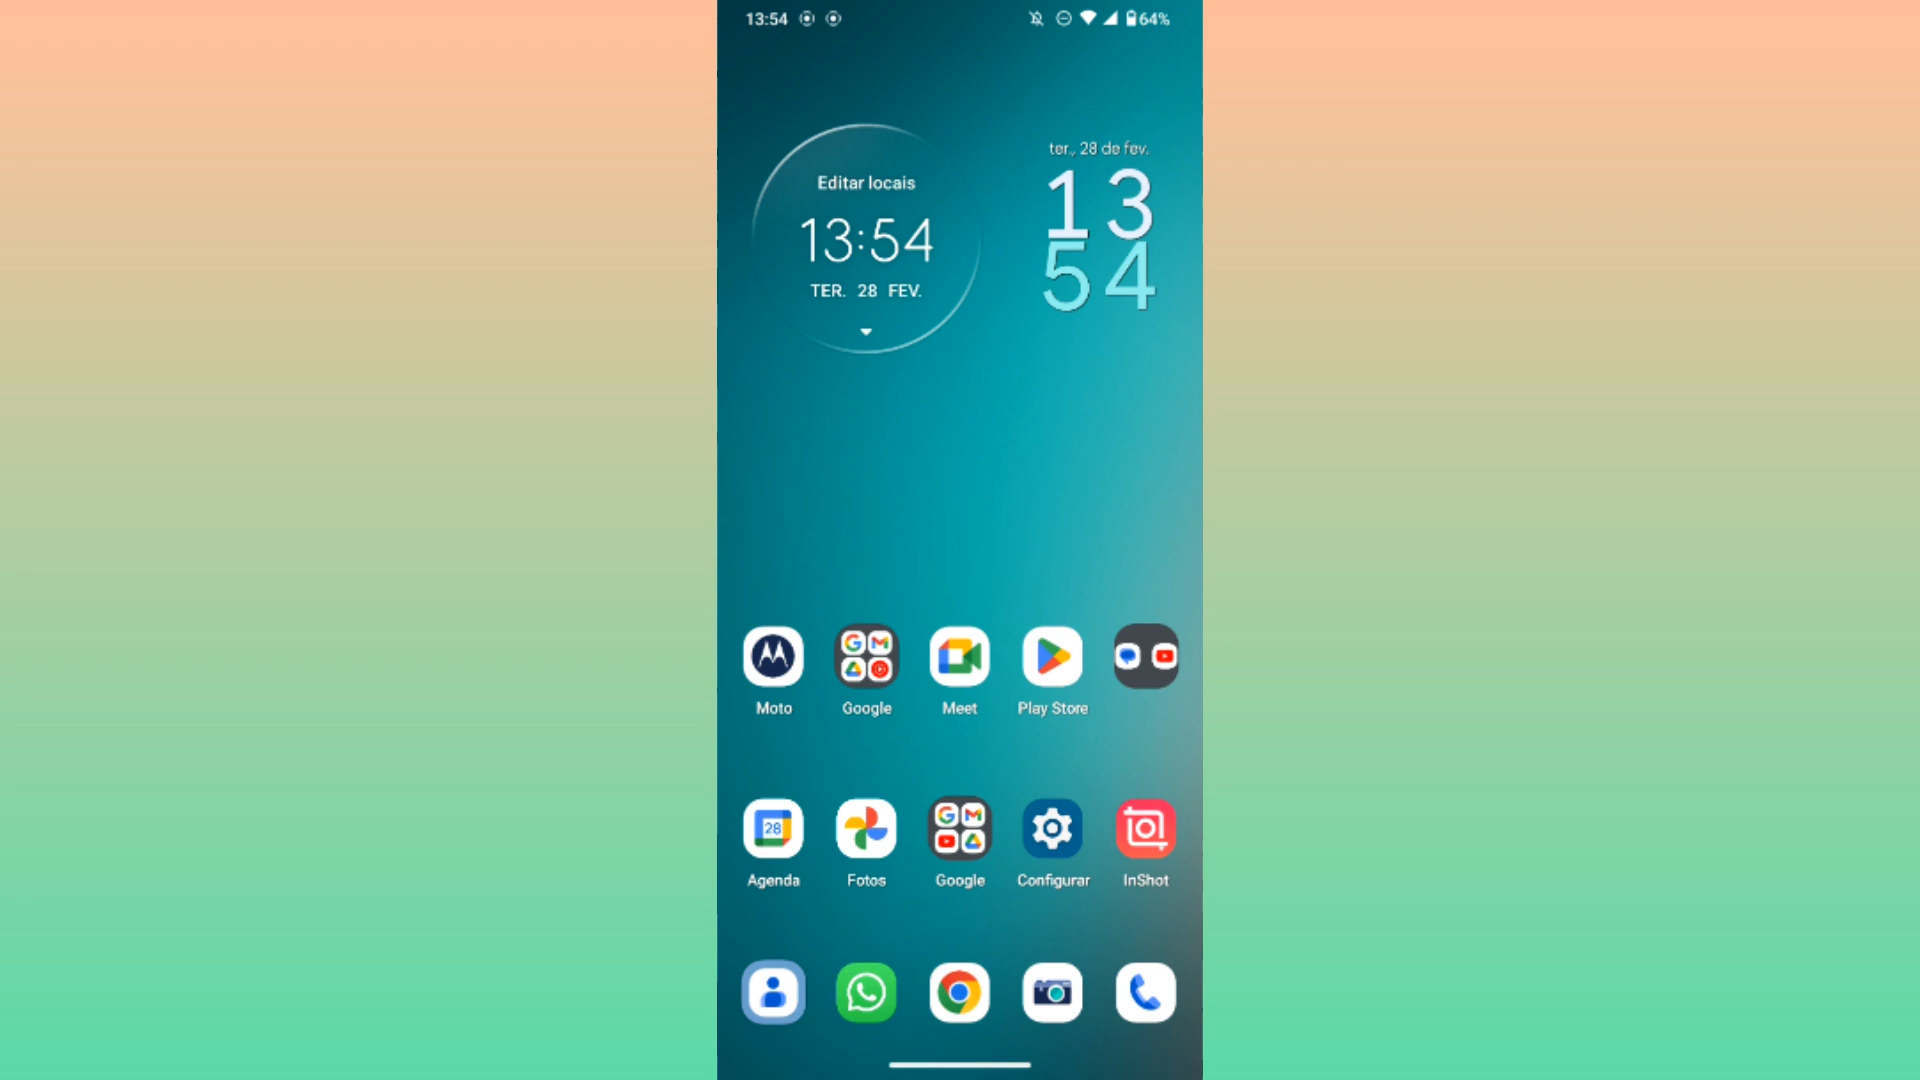 13:54 64%
Editar locais
13:54
TER. 28 FEV.
ter., 28 de fev.
13
54
Moto Google Meet Play Store
28
Agenda Fotos Google Configurar InShot